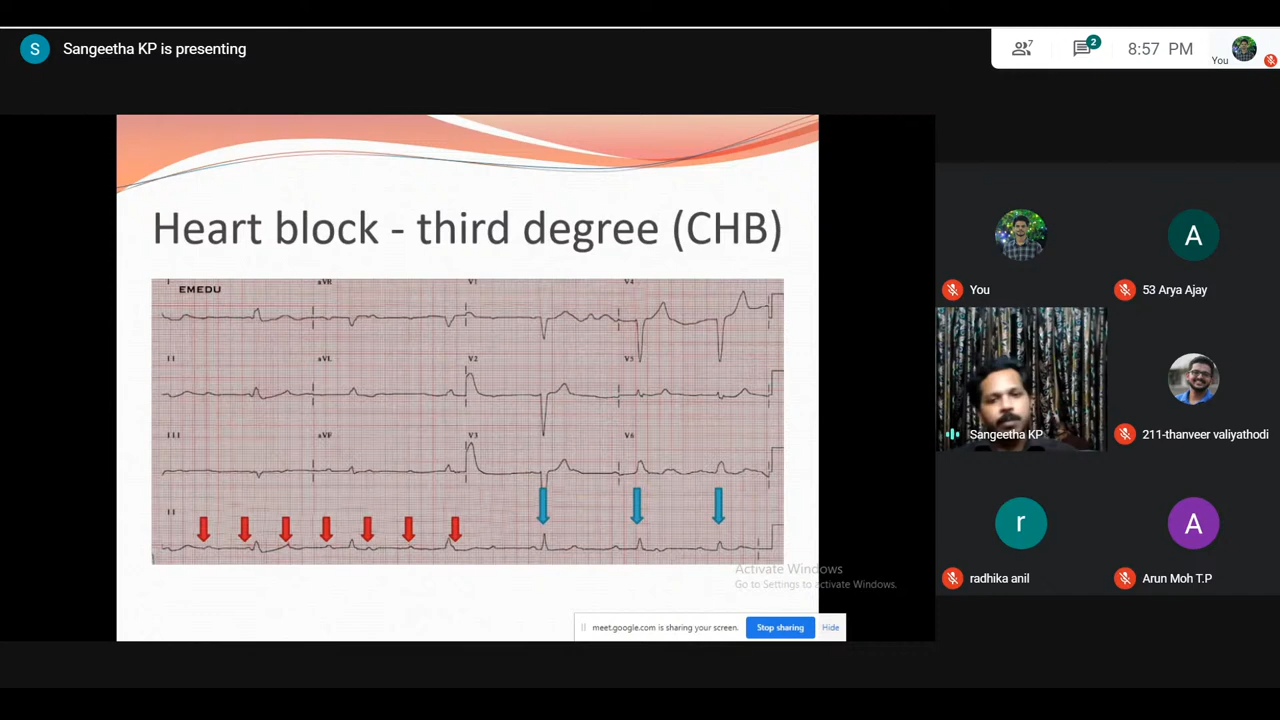 S
Sangeetha KP is presenting
7
2
8:57 PM
You
Heart block - third degree (CHB)
EMEDU
I
aVR
V1
V4
II
aVL
V2
V5
III
aVF
V3
V6
II
Activate Windows
Go to Settings to activate Windows.
meet.google.com is sharing your screen.
Stop sharing
Hide
You
A
53 Arya Ajay
Sangeetha KP
211-thanveer valiyathodi
r
radhika anil
A
Arun Moh T.P